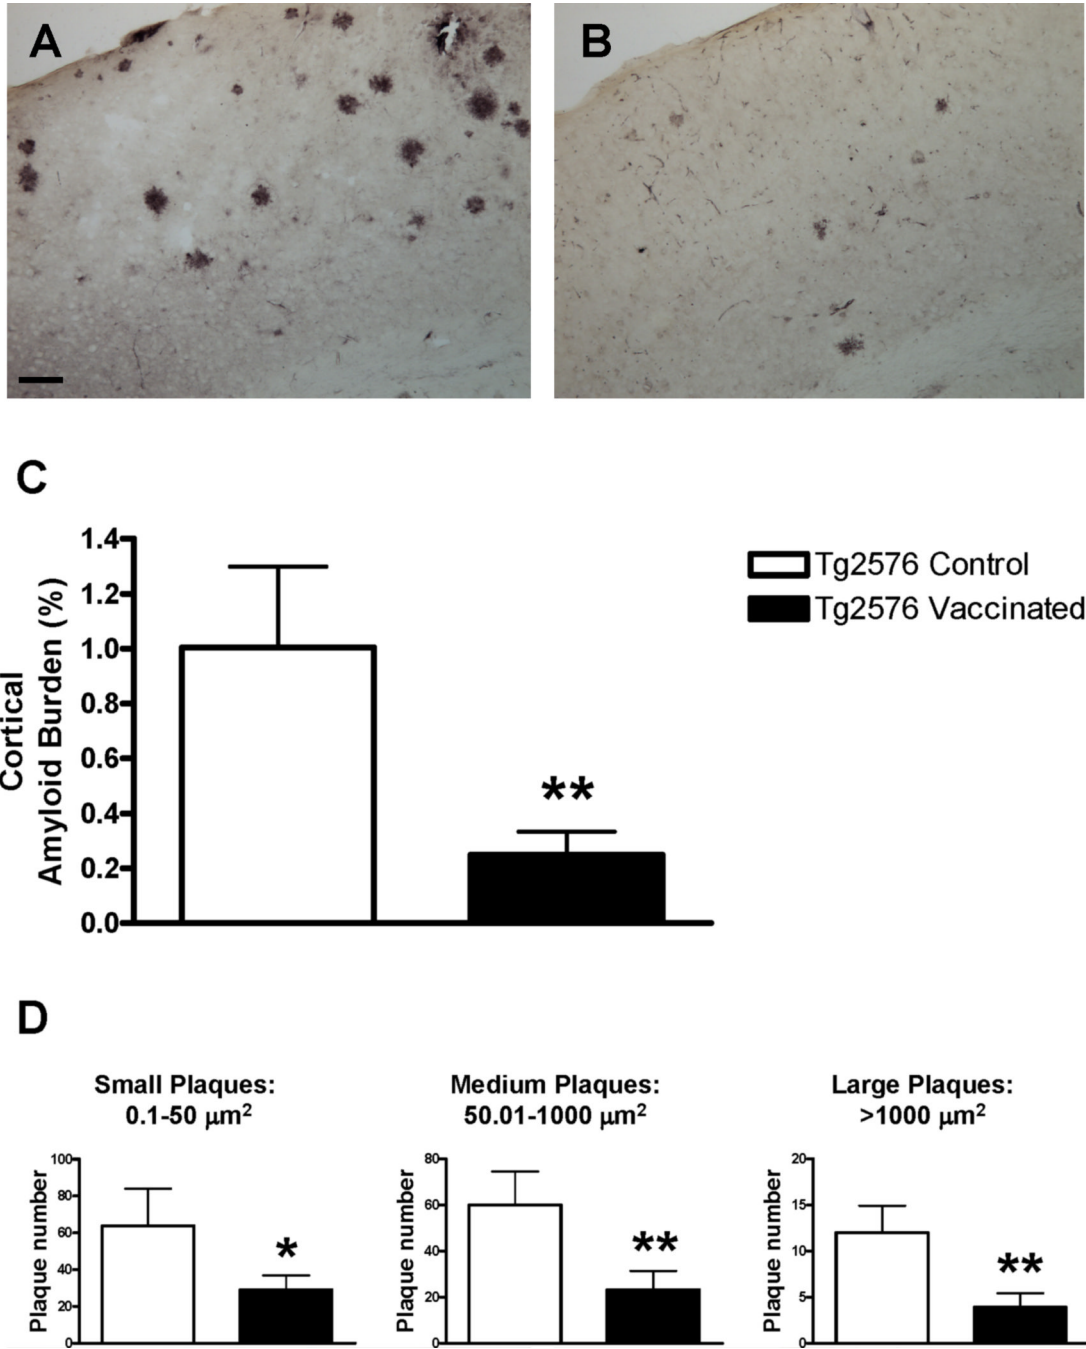 A
B
C
Cortical
Amyloid Burden (%)
1.4
1.2
1.0
0.8
0.6
0.4
0.2
0.0
**
Tg2576 Control
Tg2576 Vaccinated
D
Small Plaques:
0.1-50 µm²
Plaque number
100
80
60
40
20
0
*
Medium Plaques:
50.01-1000 µm²
Plaque number
80
60
40
20
0
**
Large Plaques:
>1000 µm²
Plaque number
20
15
10
5
0
**